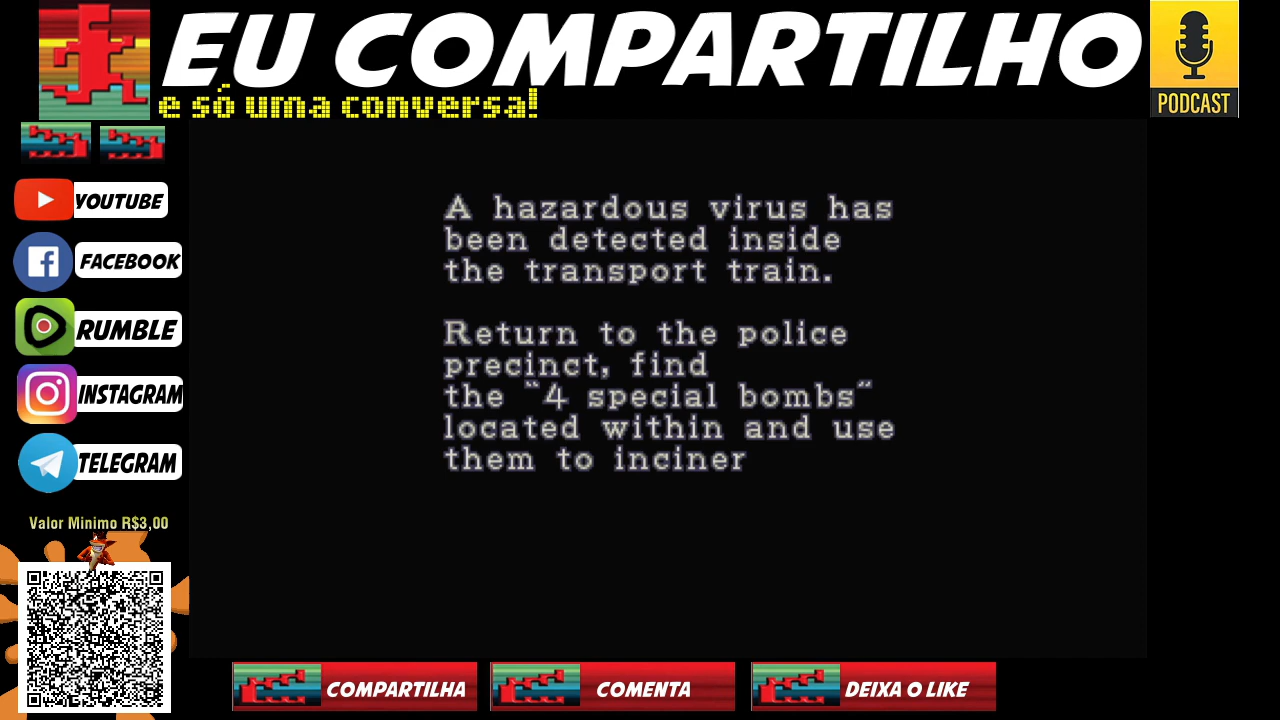 EU COMPARTILHO
e só uma conversa!
PODCAST
YOUTUBE
FACEBOOK
RUMBLE
INSTAGRAM
TELEGRAM
Valor Minimo R$3,00
A hazardous virus has
been detected inside
the transport train.
Return to the police
precinct, find
the "4 special bombs"
located within and use
them to inciner
COMPARTILHA
COMENTA
DEIXA O LIKE